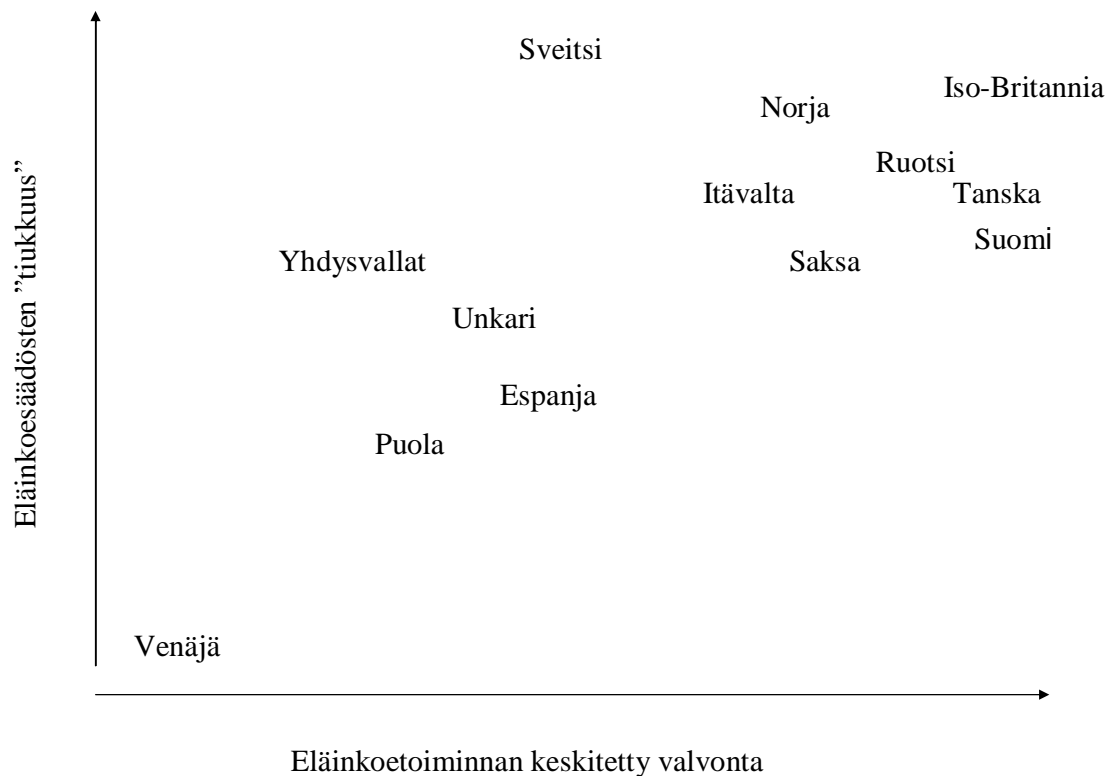 Sveitsi
Iso-Britannia
Norja
Ruotsi
Itävalta
Tanska
Suomi
Yhdysvallat
Saksa
Unkari
Espanja
Puola
Venäjä
Eläinkoesäädösten ”tiukkuus”
Eläinkoetoiminnan keskitetty valvonta